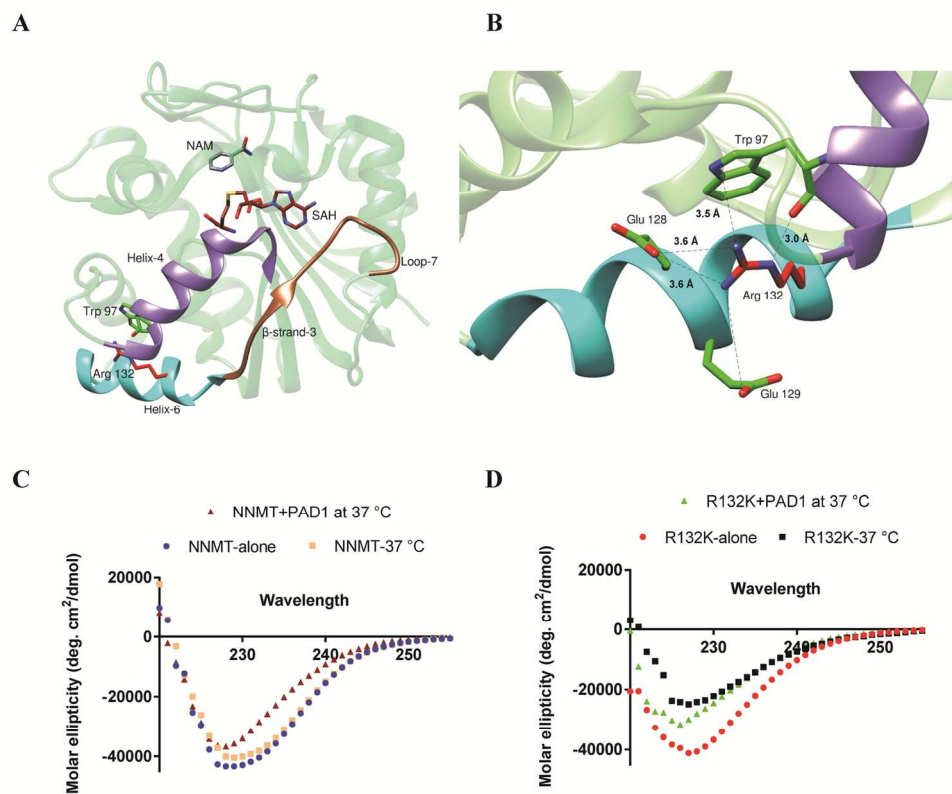 A
B
NAM
SAH
Helix-4
Loop-7
Trp 97
β-strand-3
Arg 132
Helix-6
Trp 97
3.5 Å
Glu 128
3.6 Å
3.0 Å
3.6 Å
Arg 132
Glu 129
C
D
NNMT+PAD1 at 37 °C
NNMT-alone NNMT-37 °C
Molar ellipticity (deg. cm²/dmol)
20000
0
-20000
-40000
Wavelength
230 240 250
R132K+PAD1 at 37 °C
R132K-alone R132K-37 °C
Molar ellipticity (deg. cm²/dmol)
20000
0
-20000
-40000
Wavelength
230 240 250